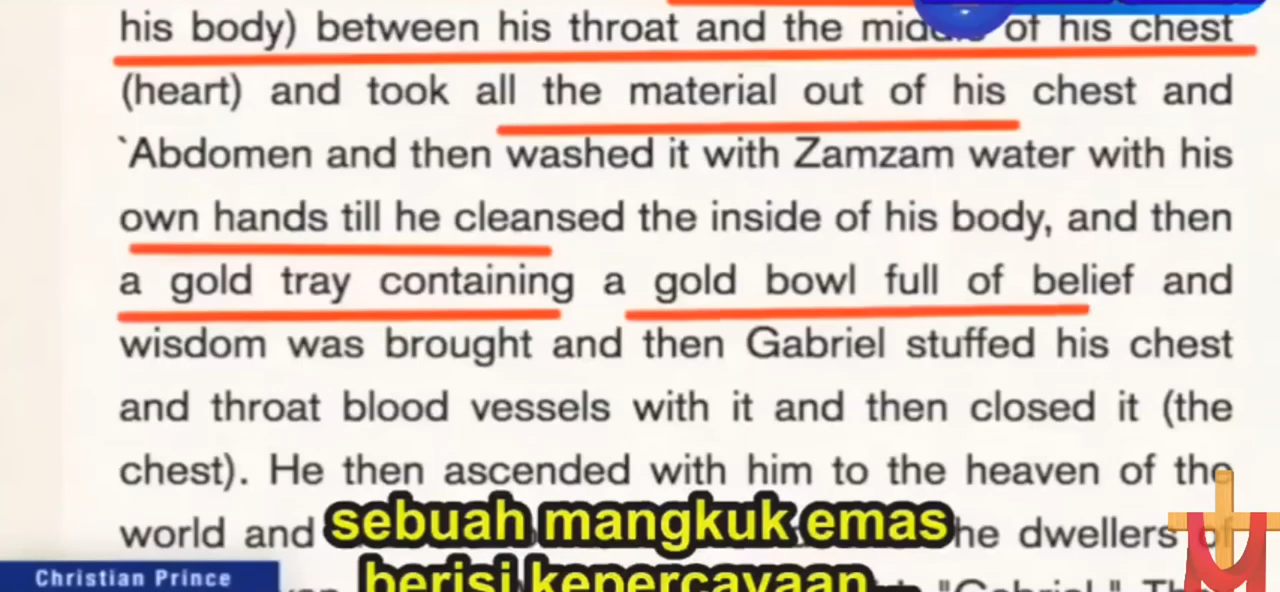 his body) between his throat and the middle of his chest
(heart) and took all the material out of his chest and
`Abdomen and then washed it with Zamzam water with his
own hands till he cleansed the inside of his body, and then
a gold tray containing a gold bowl full of belief and
wisdom was brought and then Gabriel stuffed his chest
and throat blood vessels with it and then closed it (the
chest). He then ascended with him to the heaven of the
world and he dwellers of
sebuah mangkuk emas
berisi kepercayaan
"Gabriel."
Christian Prince